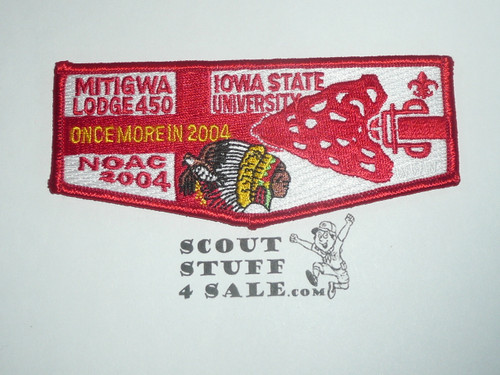 MITIGWA
LODGE 450
IOWA STATE
UNIVERSITY
ONCE MORE IN 2004
NOAC
2004
SCOUT
STUFF
4 SALE.COM